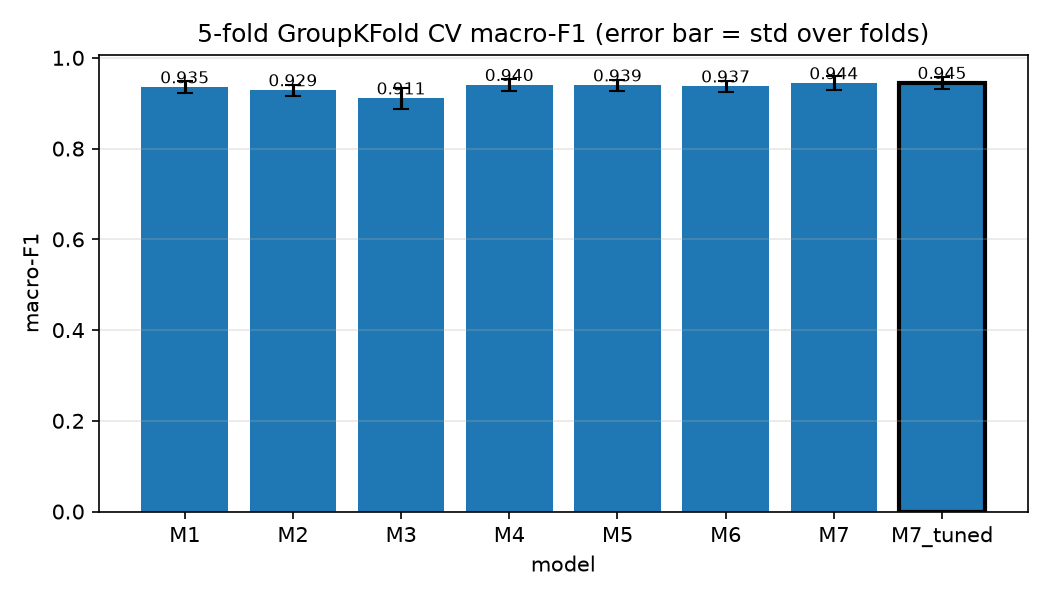 5-fold GroupKFold CV macro-F1 (error bar = std over folds)
macro-F1
1.0
0.8
0.6
0.4
0.2
0.0
0.935
0.929
0.911
0.940
0.939
0.937
0.944
0.945
M1
M2
M3
M4
M5
M6
M7
M7_tuned
model